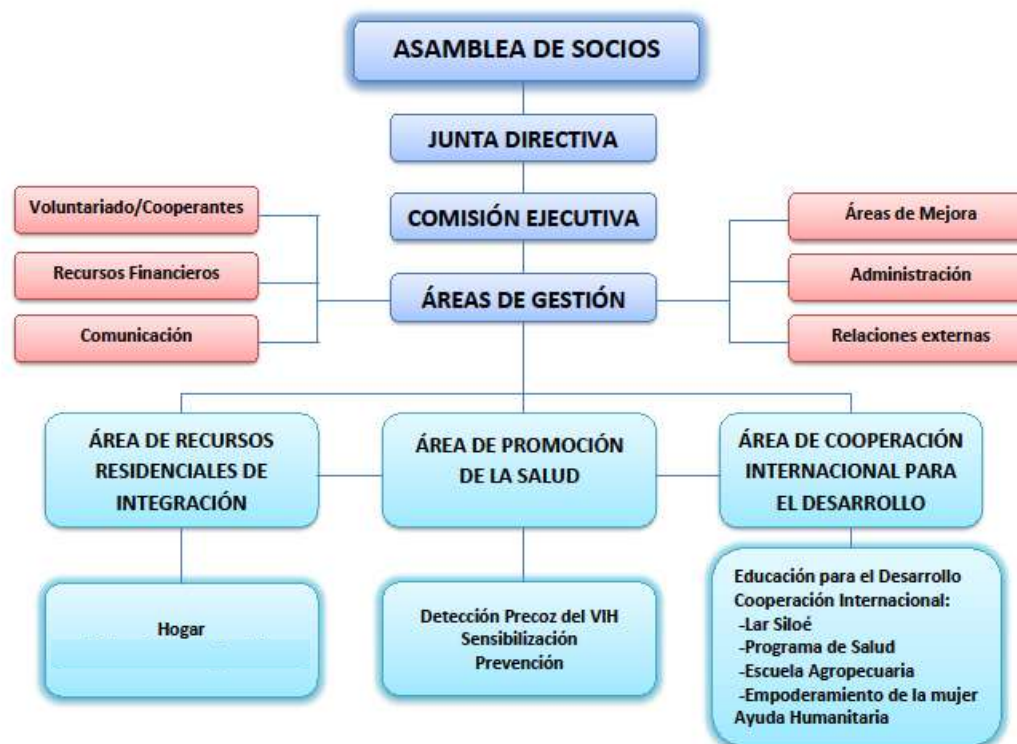 ASAMBLEA DE SOCIOS
JUNTA DIRECTIVA
COMISIÓN EJECUTIVA
ÁREAS DE GESTIÓN
Voluntariado/Cooperantes
Recursos Financieros
Comunicación
Áreas de Mejora
Administración
Relaciones externas
ÁREA DE RECURSOS
RESIDENCIALES DE
INTEGRACIÓN
ÁREA DE PROMOCIÓN
DE LA SALUD
ÁREA DE COOPERACIÓN
INTERNACIONAL PARA
EL DESARROLLO
Hogar
Detección Precoz del VIH
Sensibilización
Prevención
Educación para el Desarrollo
Cooperación Internacional:
-Lar Siloé
-Programa de Salud
-Escuela Agropecuaria
-Empoderamiento de la mujer
Ayuda Humanitaria